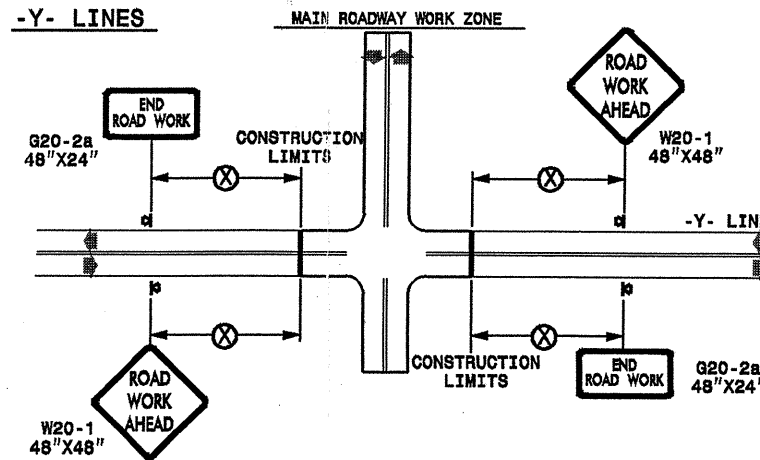 -Y- LINES
MAIN ROADWAY WORK ZONE
END
ROAD WORK
G20-2a
48"X24"
CONSTRUCTION
LIMITS
X
X
ROAD
WORK
AHEAD
W20-1
48"X48"
-Y- LIN
X
X
ROAD
WORK
AHEAD
W20-1
48"X48"
CONSTRUCTION
LIMITS
END
ROAD WORK
G20-2a
48"X24"